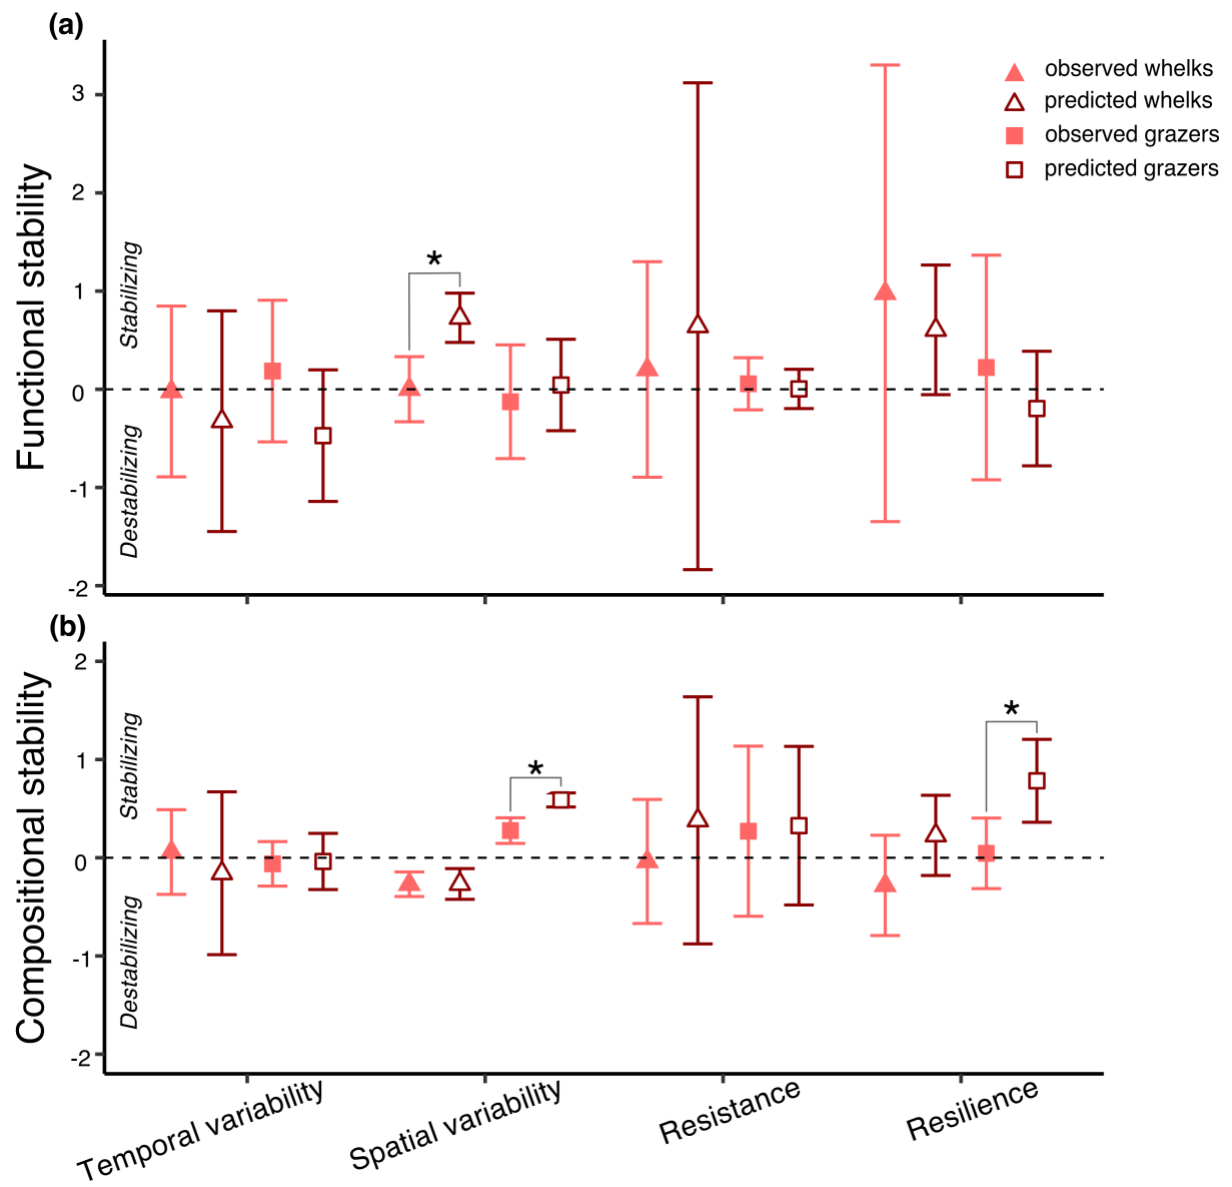 (a)
observed whelks
predicted whelks
observed grazers
predicted grazers
Functional stability
Stabilizing
Destabilizing
3
2
1
0
-1
-2
*
(b)
Compositional stability
Stabilizing
Destabilizing
2
1
0
-1
-2
*
*
Temporal variability
Spatial variability
Resistance
Resilience